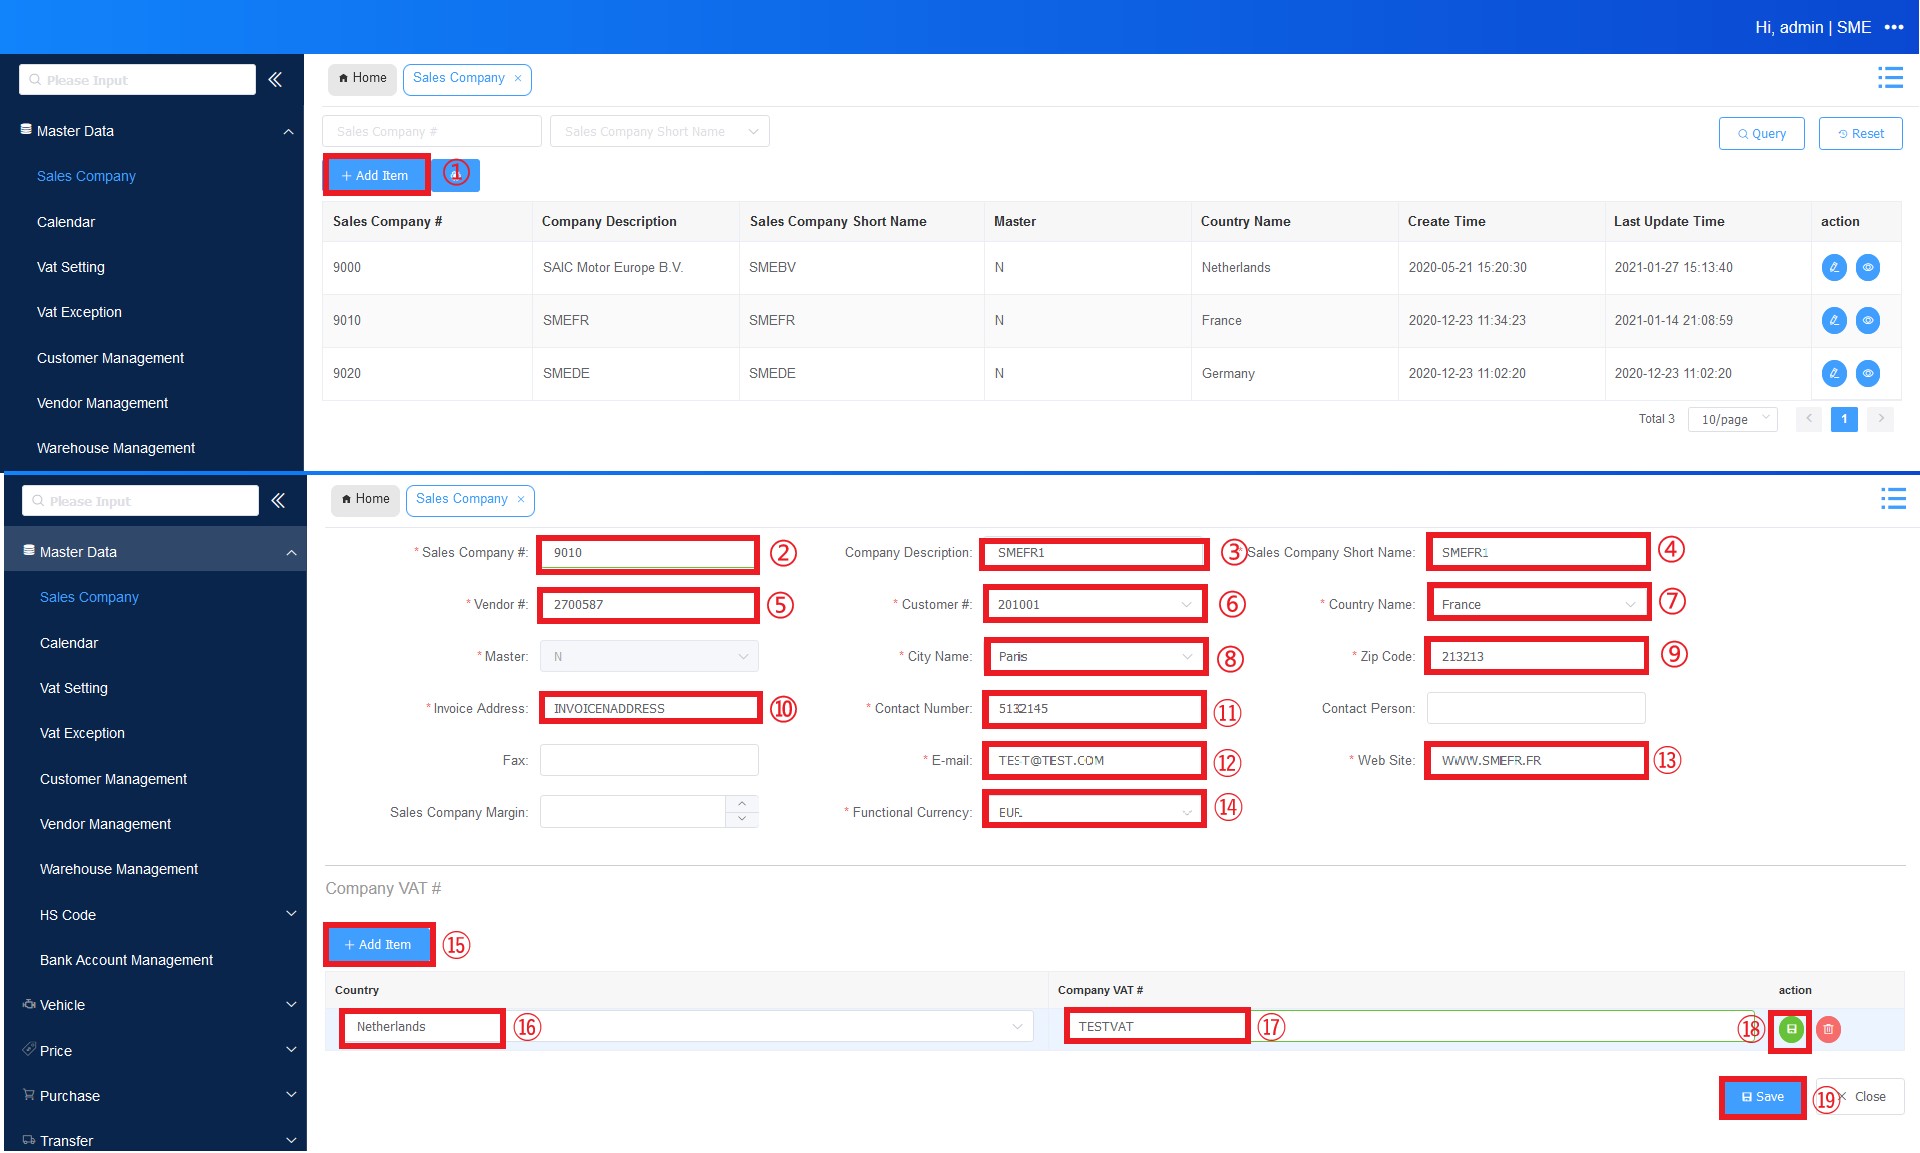 Hi, admin | SME
Please Input
Home
Sales Company ×
Master Data
Sales Company
Calendar
Vat Setting
Vat Exception
Customer Management
Vendor Management
Warehouse Management
Sales Company #
Sales Company Short Name
Query
Reset
+ Add Item
①
Sales Company # Company Description Sales Company Short Name Master Country Name Create Time Last Update Time action
9000 SAIC Motor Europe B.V. SMEBV N Netherlands 2020-05-21 15:20:30 2021-01-27 15:13:40
9010 SMEFR SMEFR N France 2020-12-23 11:34:23 2021-01-14 21:08:59
9020 SMEDE SMEDE N Germany 2020-12-23 11:02:20 2020-12-23 11:02:20
Total 3 10/page < 1 >
Please Input
Home
Sales Company ×
Master Data
Sales Company
Calendar
Vat Setting
Vat Exception
Customer Management
Vendor Management
Warehouse Management
HS Code
Bank Account Management
Vehicle
Price
Purchase
Transfer
* Sales Company #: 9010 ② Company Description: SMEFR1 ③ * Sales Company Short Name: SMEFR1 ④
* Vendor #: 2700587 ⑤ * Customer #: 201001 ⑥ * Country Name: France ⑦
* Master: N * City Name: Paris ⑧ * Zip Code: 213213 ⑨
* Invoice Address: INVOICENADDRESS ⑩ * Contact Number: 5132145 ⑪ Contact Person:
Fax: * E-mail: TEST@TEST.COM ⑫ * Web Site: WWW.SMEFR.FR ⑬
Sales Company Margin: * Functional Currency: EUR ⑭
Company VAT #
+ Add Item ⑮
Country Company VAT # action
Netherlands ⑯ TESTVAT ⑰ ⑱
Save ⑲ × Close